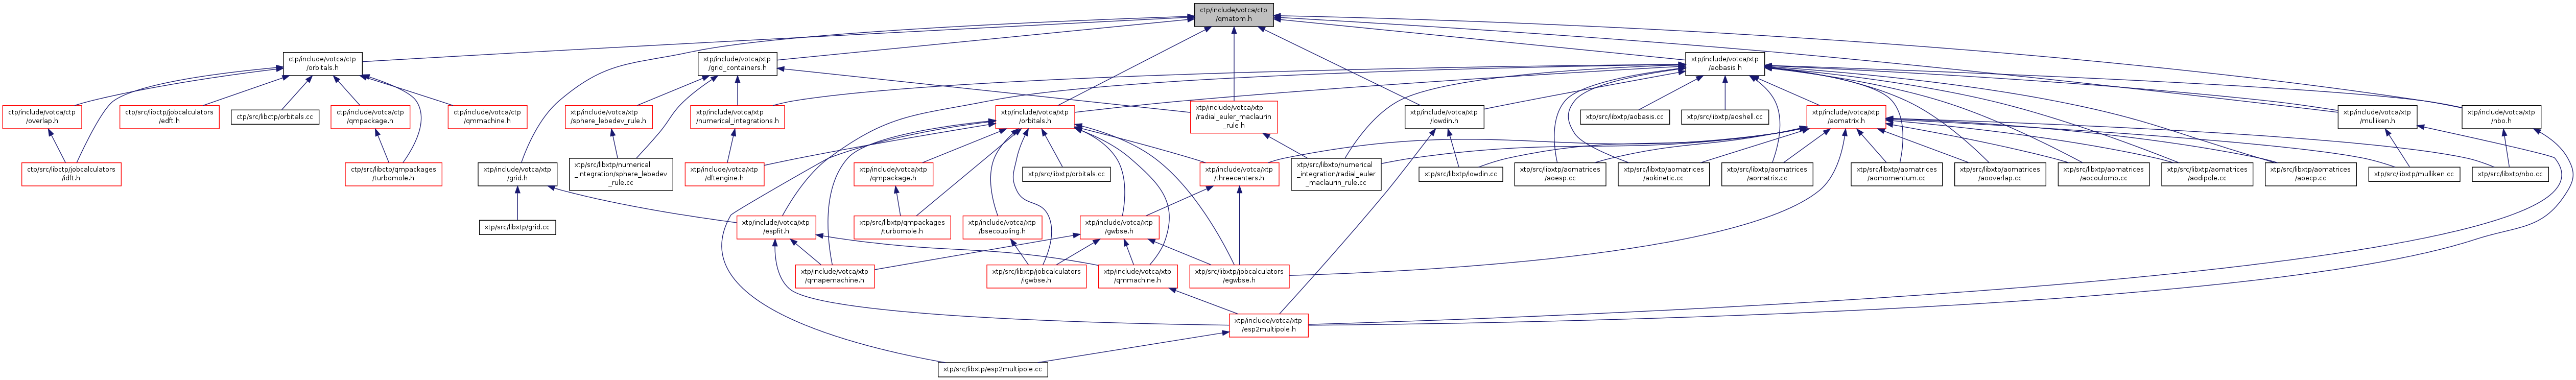 ctp/include/votca/ctp
/qmatom.h
ctp/include/votca/ctp
/orbitals.h
xtp/include/votca/xtp
/grid_containers.h
xtp/include/votca/xtp
/aobasis.h
ctp/include/votca/ctp
/overlap.h
ctp/src/libctp/jobcalculators
/edft.h
ctp/src/libctp/orbitals.cc
ctp/include/votca/ctp
/qmpackage.h
ctp/include/votca/ctp
/qmmachine.h
xtp/include/votca/xtp
/sphere_lebedev_rule.h
xtp/include/votca/xtp
/numerical_integrations.h
xtp/include/votca/xtp
/orbitals.h
xtp/include/votca/xtp
/radial_euler_maclaurin
_rule.h
xtp/include/votca/xtp
/lowdin.h
xtp/src/libxtp/aobasis.cc
xtp/src/libxtp/aoshell.cc
xtp/include/votca/xtp
/aomatrix.h
xtp/include/votca/xtp
/mulliken.h
xtp/include/votca/xtp
/nbo.h
ctp/src/libctp/jobcalculators
/idft.h
ctp/src/libctp/qmpackages
/turbomole.h
xtp/include/votca/xtp
/grid.h
xtp/src/libxtp/numerical
_integration/sphere_lebedev
_rule.cc
xtp/include/votca/xtp
/dftengine.h
xtp/include/votca/xtp
/qmpackage.h
xtp/src/libxtp/orbitals.cc
xtp/include/votca/xtp
/threecenters.h
xtp/src/libxtp/numerical
_integration/radial_euler
_maclaurin_rule.cc
xtp/src/libxtp/lowdin.cc
xtp/src/libxtp/aomatrices
/aoesp.cc
xtp/src/libxtp/aomatrices
/aokinetic.cc
xtp/src/libxtp/aomatrices
/aomatrix.cc
xtp/src/libxtp/aomatrices
/aomomentum.cc
xtp/src/libxtp/aomatrices
/aooverlap.cc
xtp/src/libxtp/aomatrices
/aocoulomb.cc
xtp/src/libxtp/aomatrices
/aodipole.cc
xtp/src/libxtp/aomatrices
/aoecp.cc
xtp/src/libxtp/mulliken.cc
xtp/src/libxtp/nbo.cc
xtp/src/libxtp/grid.cc
xtp/include/votca/xtp
/espfit.h
xtp/src/libxtp/qmpackages
/turbomole.h
xtp/include/votca/xtp
/bsecoupling.h
xtp/include/votca/xtp
/gwbse.h
xtp/include/votca/xtp
/qmapemachine.h
xtp/src/libxtp/jobcalculators
/igwbse.h
xtp/include/votca/xtp
/qmmachine.h
xtp/src/libxtp/jobcalculators
/egwbse.h
xtp/include/votca/xtp
/esp2multipole.h
xtp/src/libxtp/esp2multipole.cc